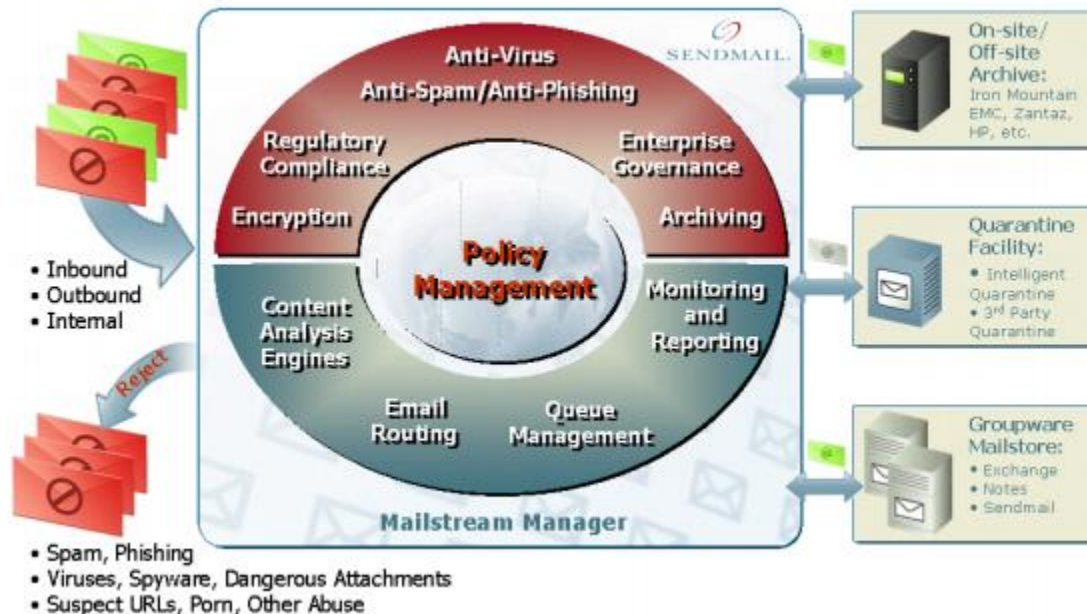 SENDMAIL.
Anti-Virus
Anti-Spam/Anti-Phishing
Regulatory
Compliance
Enterprise
Governance
Encryption
Archiving
Policy
Management
Content
Analysis
Engines
Monitoring
and
Reporting
Email
Routing
Queue
Management
Mailstream Manager
• Inbound
• Outbound
• Internal
Reject
• Spam, Phishing
• Viruses, Spyware, Dangerous Attachments
• Suspect URLs, Porn, Other Abuse
On-site/
Off-site
Archive:
Iron Mountain
EMC, Zantaz,
HP, etc.
Quarantine
Facility:
• Intelligent
Quarantine
• 3rd Party
Quarantine
Groupware
Mailstore:
• Exchange
• Notes
• Sendmail